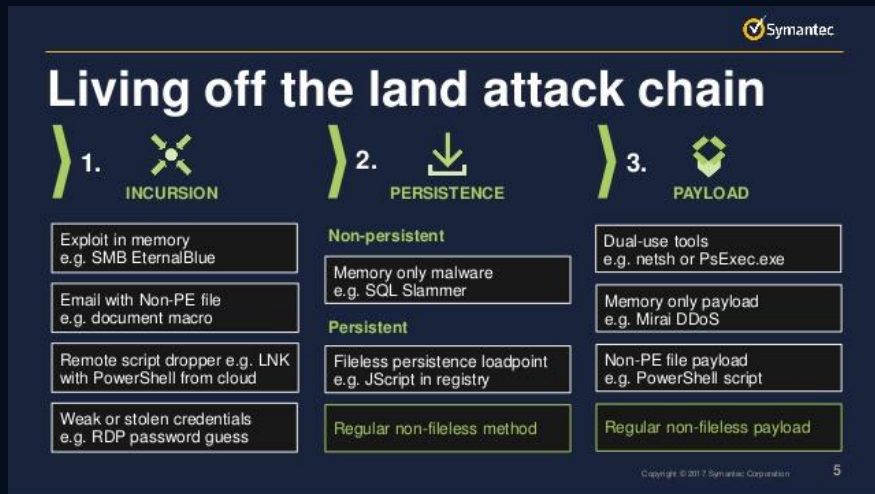 Symantec
Living off the land attack chain
1.
INCURSION
Exploit in memory
e.g. SMB EternalBlue
Email with Non-PE file
e.g. document macro
Remote script dropper e.g. LNK
with PowerShell from cloud
Weak or stolen credentials
e.g. RDP password guess
2.
PERSISTENCE
Non-persistent
Memory only malware
e.g. SQL Slammer
Persistent
Fileless persistence loadpoint
e.g. JScript in registry
Regular non-fileless method
3.
PAYLOAD
Dual-use tools
e.g. netsh or PsExec.exe
Memory only payload
e.g. Mirai DDoS
Non-PE file payload
e.g. PowerShell script
Regular non-fileless payload
Copyright © 2017 Symantec Corporation
5